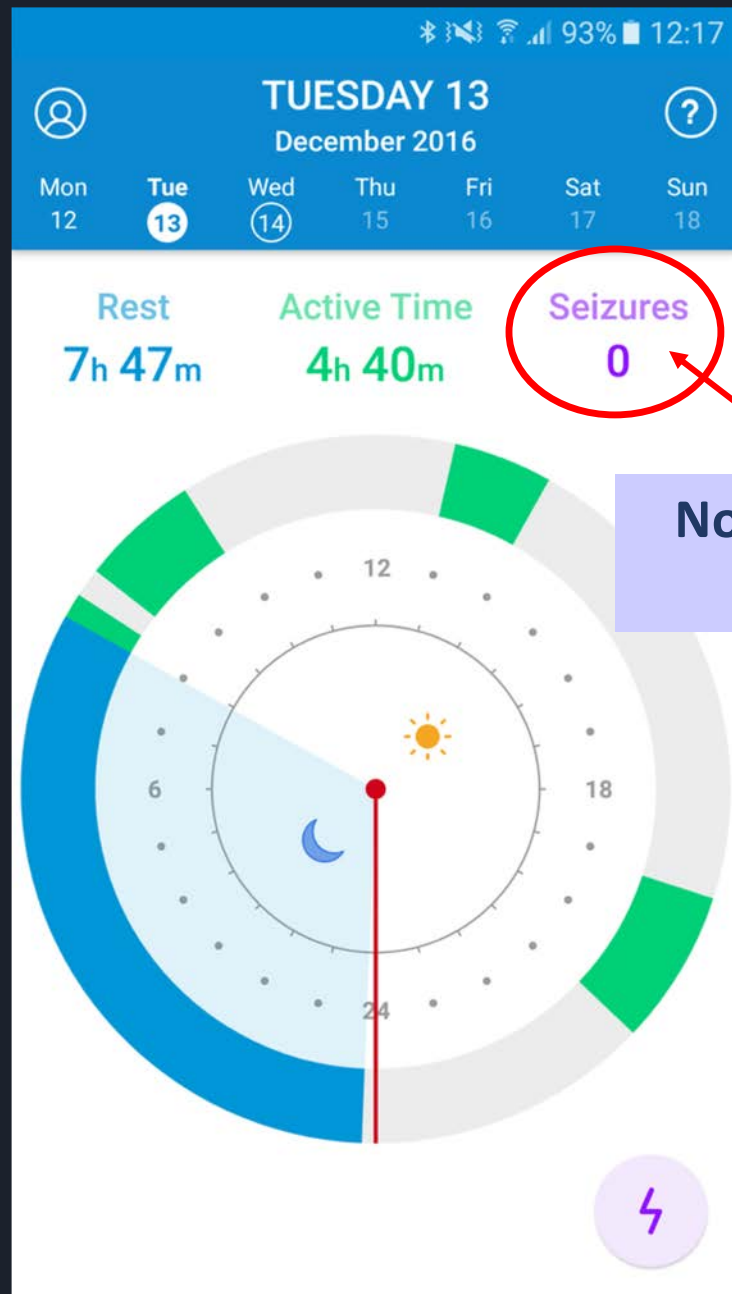 93% 12:17
TUESDAY 13
?
December 2016
Mon Tue Wed Thu Fri Sat Sun
12 13 14 15 16 17 18
Rest Active Time Seizures
7h 47m 4h 40m 0
No
12
6 18
24